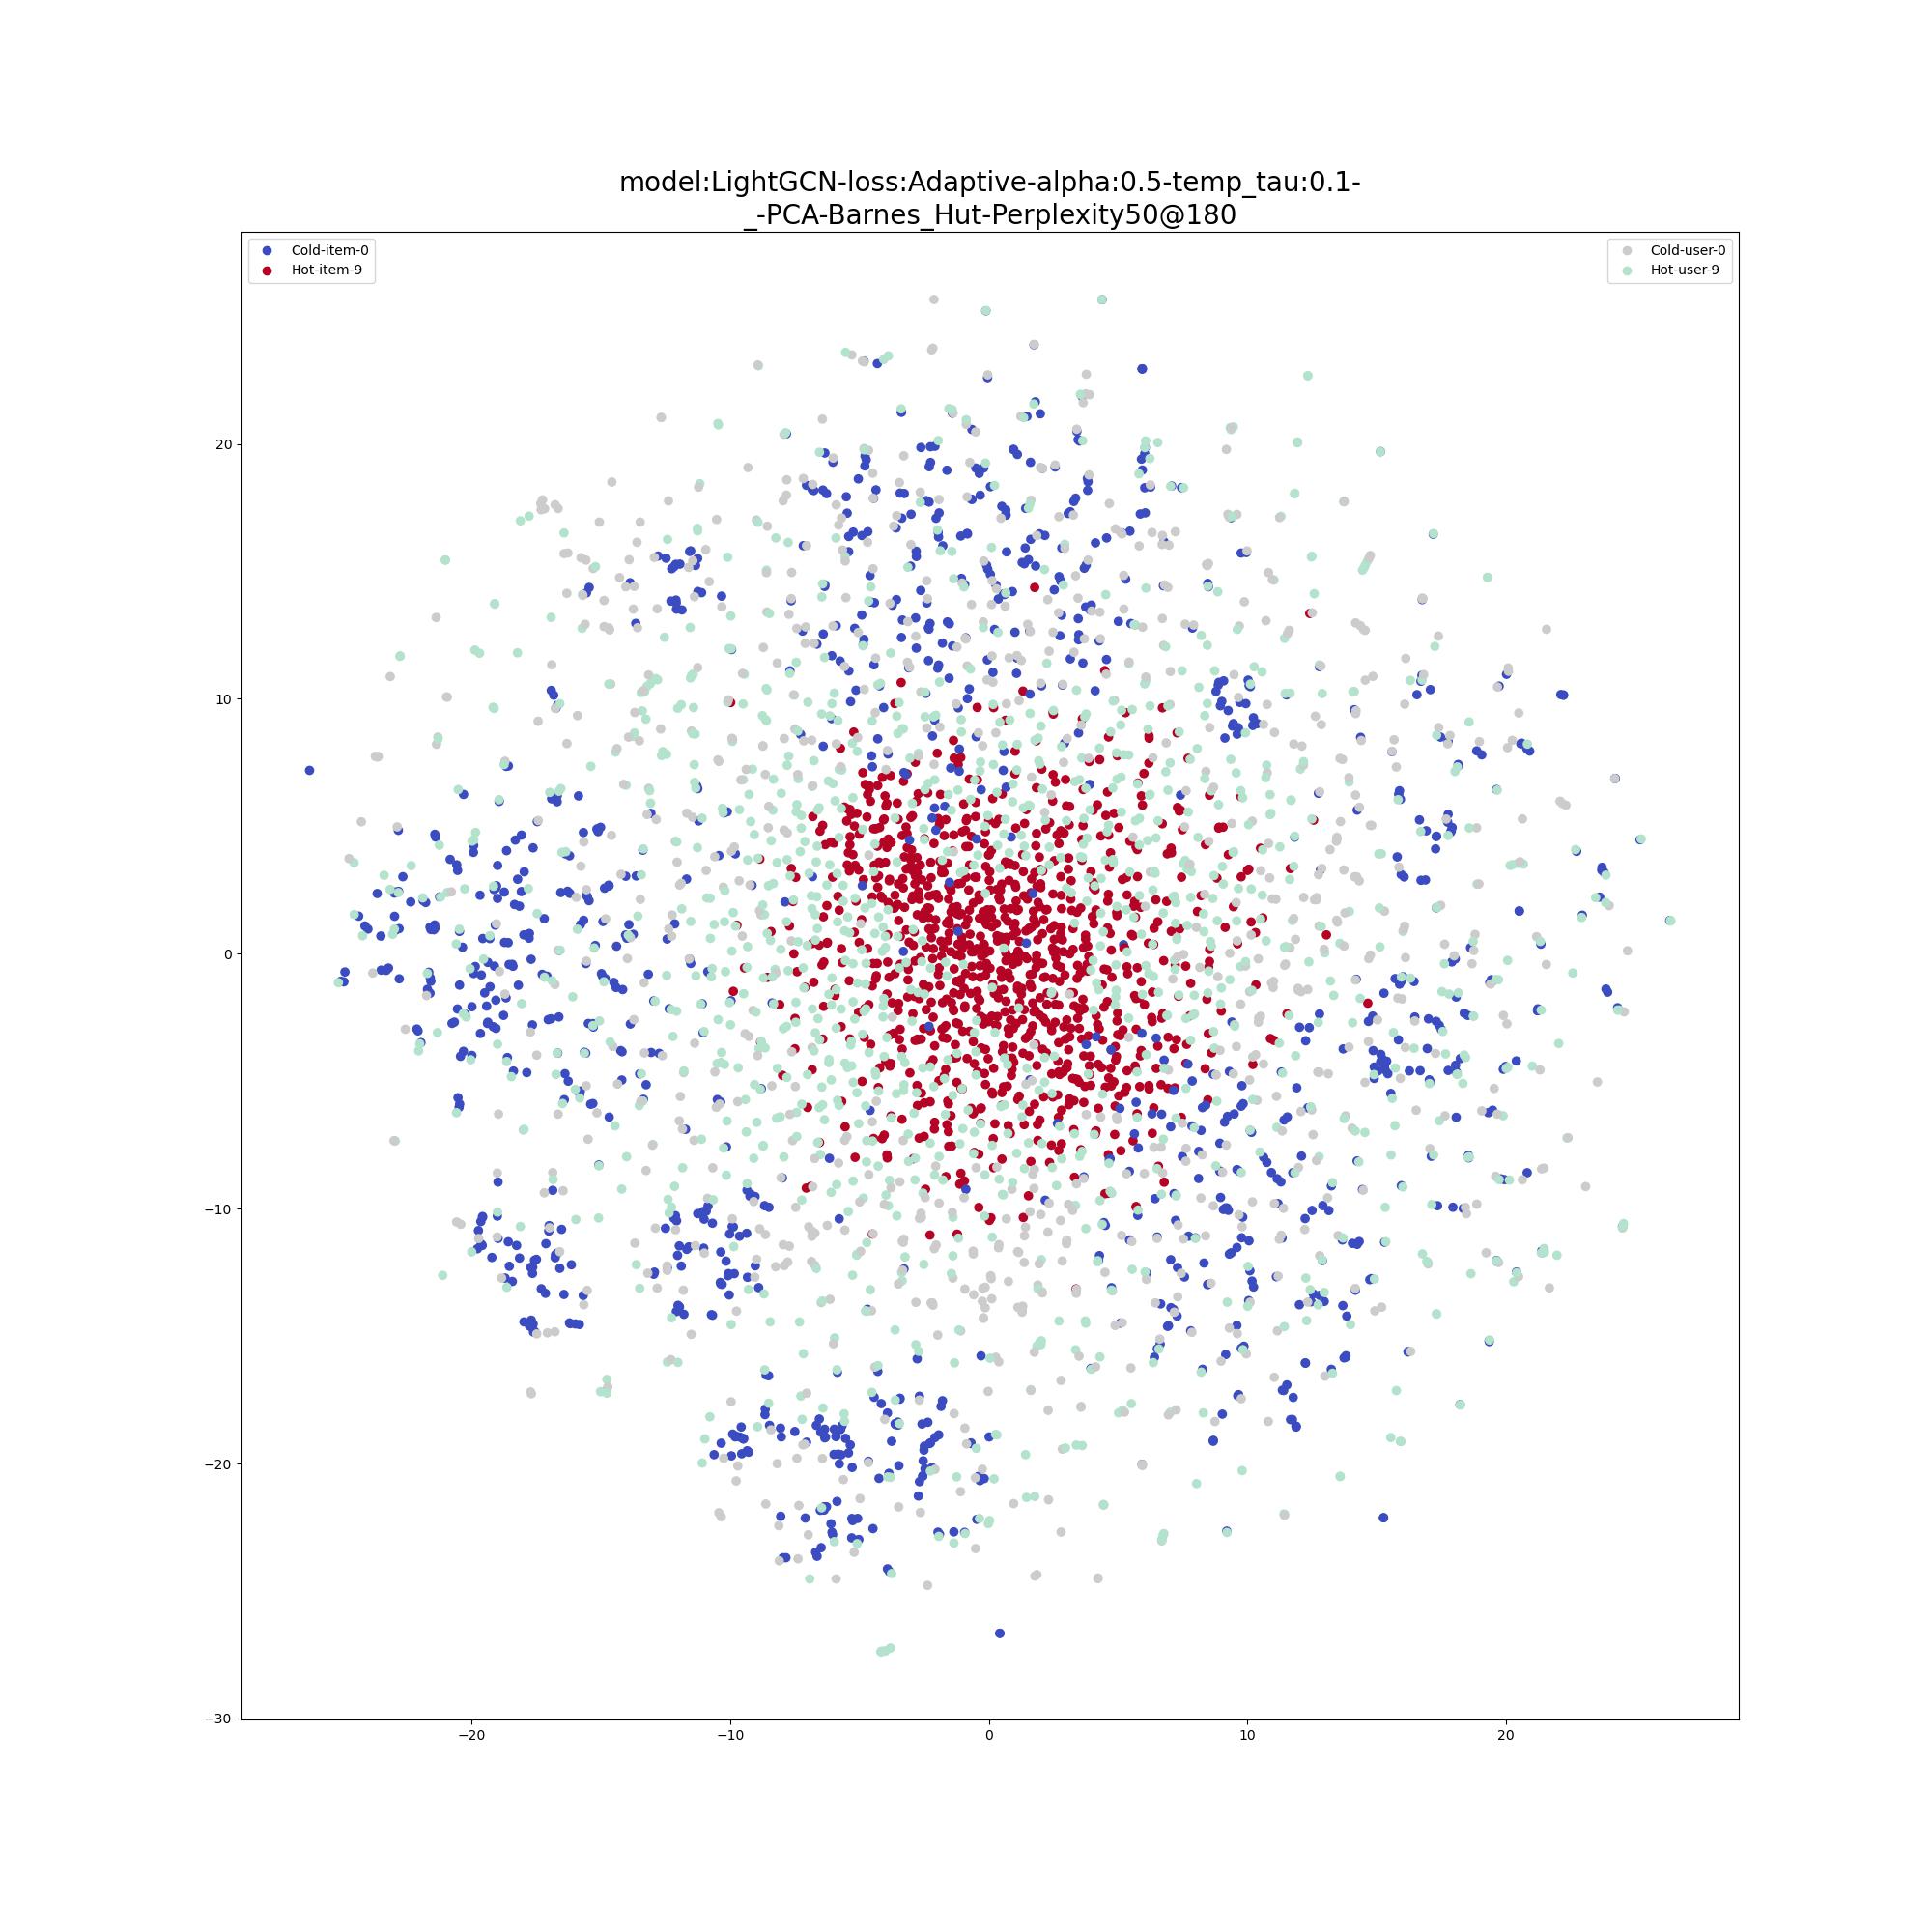 model:LightGCN-loss:Adaptive-alpha:0.5-temp_tau:0.1-
_-PCA-Barnes_Hut-Perplexity50@180
Cold-item-0
Hot-item-9
Cold-user-0
Hot-user-9
20
10
0
−10
−20
−30
−20
−10
0
10
20